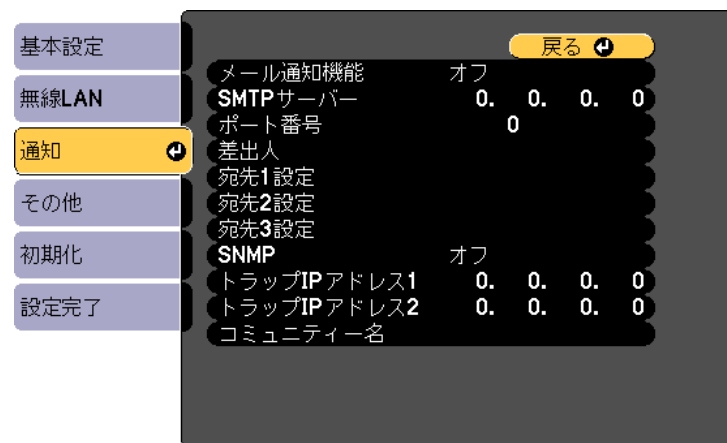 基本設定
無線LAN
通知
その他
初期化
設定完了
戻る
メール通知機能 オフ
SMTPサーバー 0. 0. 0. 0
ポート番号 0
差出人
宛先1設定
宛先2設定
宛先3設定
SNMP オフ
トラップIPアドレス1 0. 0. 0. 0
トラップIPアドレス2 0. 0. 0. 0
コミュニティー名